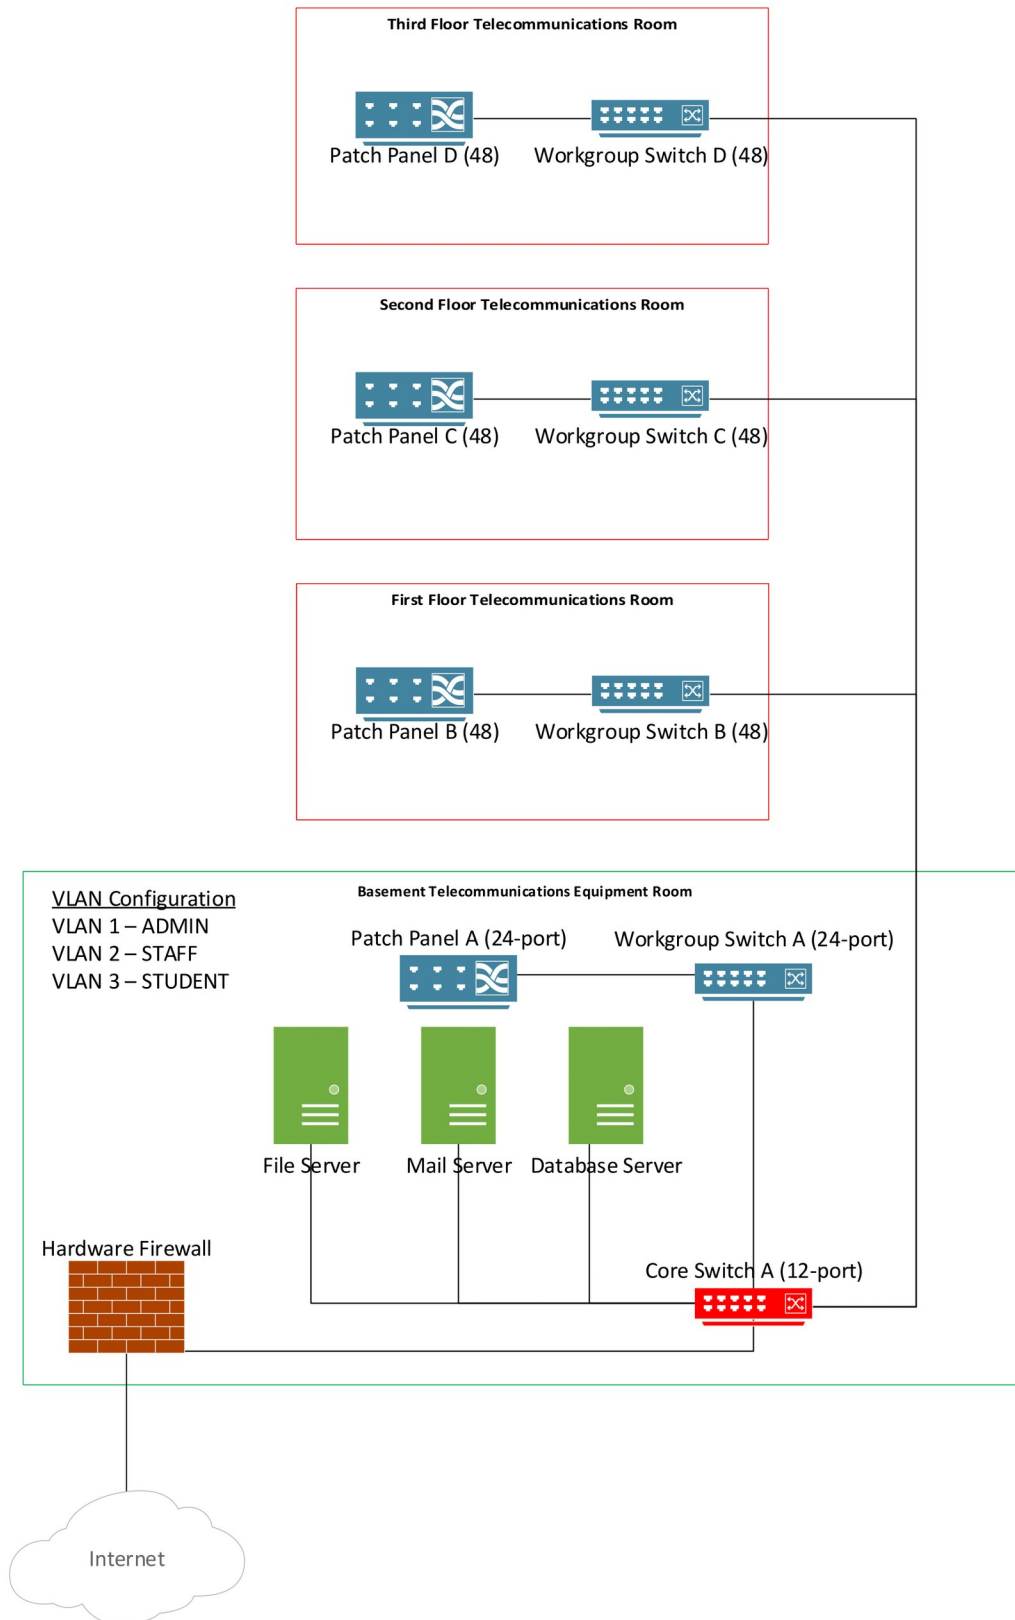 Third Floor Telecommunications Room
Patch Panel D (48)
Workgroup Switch D (48)
Second Floor Telecommunications Room
Patch Panel C (48)
Workgroup Switch C (48)
First Floor Telecommunications Room
Patch Panel B (48)
Workgroup Switch B (48)
Basement Telecommunications Equipment Room
VLAN Configuration
VLAN 1 – ADMIN
VLAN 2 – STAFF
VLAN 3 – STUDENT
Patch Panel A (24-port)
Workgroup Switch A (24-port)
File Server
Mail Server
Database Server
Hardware Firewall
Core Switch A (12-port)
Internet